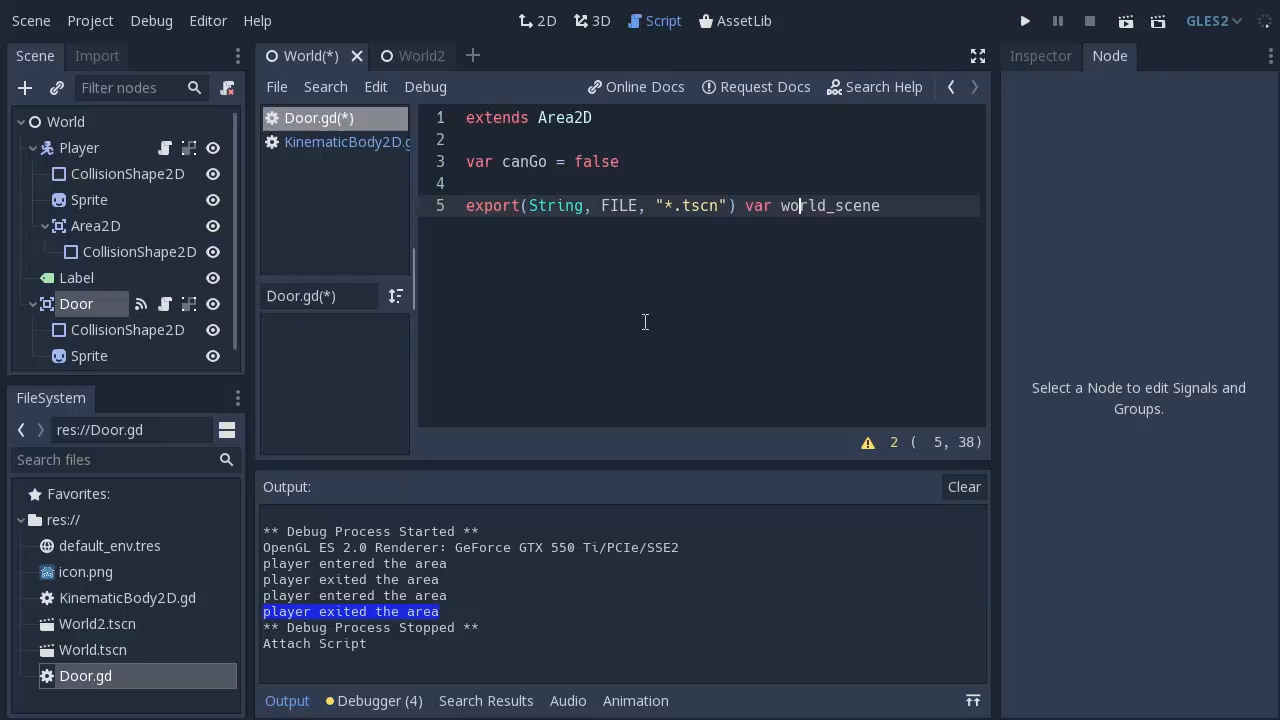 Scene Project Debug Editor Help 2D 3D Script AssetLib GLES2
Scene Import World(*) World2 Inspector Node
Filter nodes File Search Edit Debug Online Docs Request Docs Search Help
World
Player
CollisionShape2D
Sprite
Area2D
CollisionShape2D
Label
Door
CollisionShape2D
Sprite
Door.gd(*)
KinematicBody2D.g
Door.gd(*)
1 extends Area2D
2
3 var canGo = false
4
5 export(String, FILE, "*.tscn") var world_scene
2 ( 5, 38)
Select a Node to edit Signals and
Groups.
FileSystem
res://Door.gd
Search files
Favorites:
res://
default_env.tres
icon.png
KinematicBody2D.gd
World2.tscn
World.tscn
Door.gd
Output: Clear
** Debug Process Started **
OpenGL ES 2.0 Renderer: GeForce GTX 550 Ti/PCIe/SSE2
player entered the area
player exited the area
player entered the area
player exited the area
** Debug Process Stopped **
Attach Script
Output Debugger (4) Search Results Audio Animation